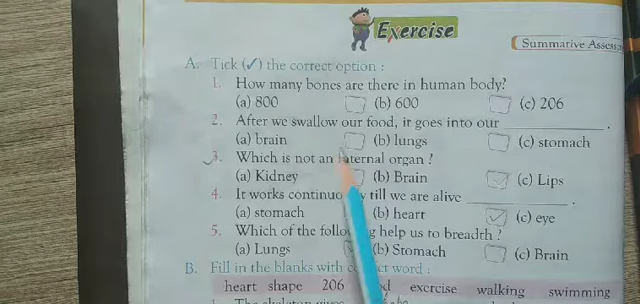 Exercise
Summative Assess
A. Tick (✓) the correct option :
1. How many bones are there in human body?
(a) 800 (b) 600 (c) 206
2. After we swallow our food, it goes into our ________.
(a) brain (b) lungs (c) stomach
3. Which is not an internal organ ?
(a) Kidney (b) Brain (c) Lips
4. It works till we are alive ________.
(a) stomach (b) heart (c) eye
5. Which of the help us to breadth ?
(a) Lungs (b) Stomach (c) Brain
B. Fill in the blanks with word :
heart shape 206 exercise walking swimming